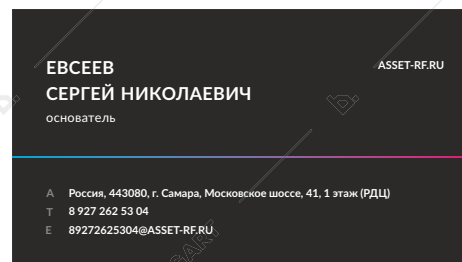 ЕВСЕЕВ
СЕРГЕЙ НИКОЛАЕВИЧ
основатель
ASSET-RF.RU
A Россия, 443080, г. Самара, Московское шоссе, 41, 1 этаж (РДЦ)
T 8 927 262 53 04
E 89272625304@ASSET-RF.RU